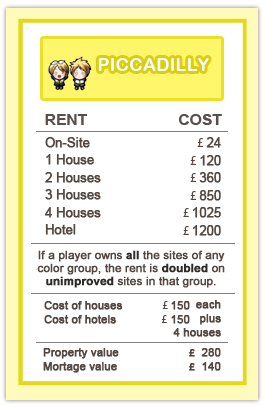 PICCADILLY
RENT COST
On-Site £ 24
1 House £ 120
2 Houses £ 360
3 Houses £ 850
4 Houses £ 1025
Hotel £ 1200
If a player owns all the sites of any
color group, the rent is doubled on
unimproved sites in that group.
Cost of houses £ 150 each
Cost of hotels £ 150 plus
4 houses
Property value £ 280
Mortage value £ 140